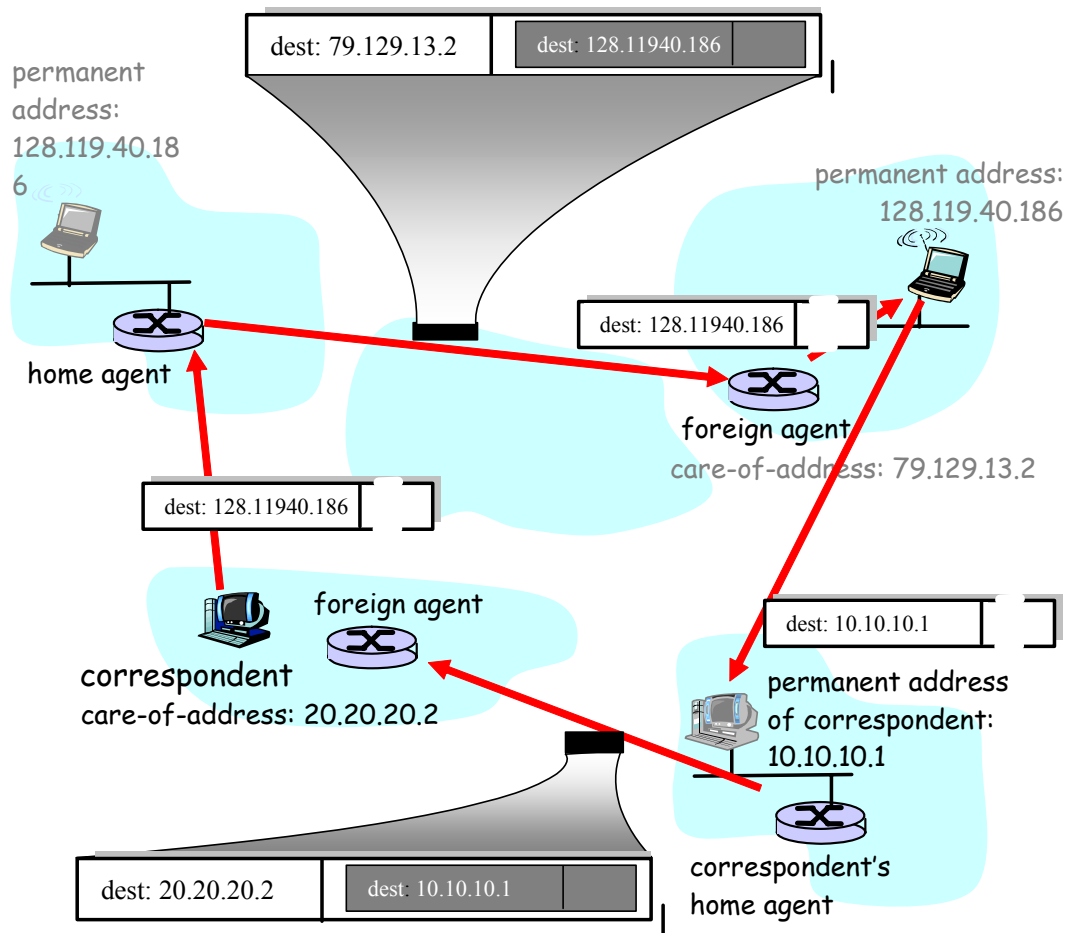 dest: 79.129.13.2
dest: 128.11940.186
permanent
address:
128.119.40.18
6
permanent address:
128.119.40.186
dest: 128.11940.186
home agent
foreign agent
care-of-address: 79.129.13.2
dest: 128.11940.186
foreign agent
correspondent
care-of-address: 20.20.20.2
dest: 10.10.10.1
permanent address
of correspondent:
10.10.10.1
correspondent's
home agent
dest: 20.20.20.2
dest: 10.10.10.1